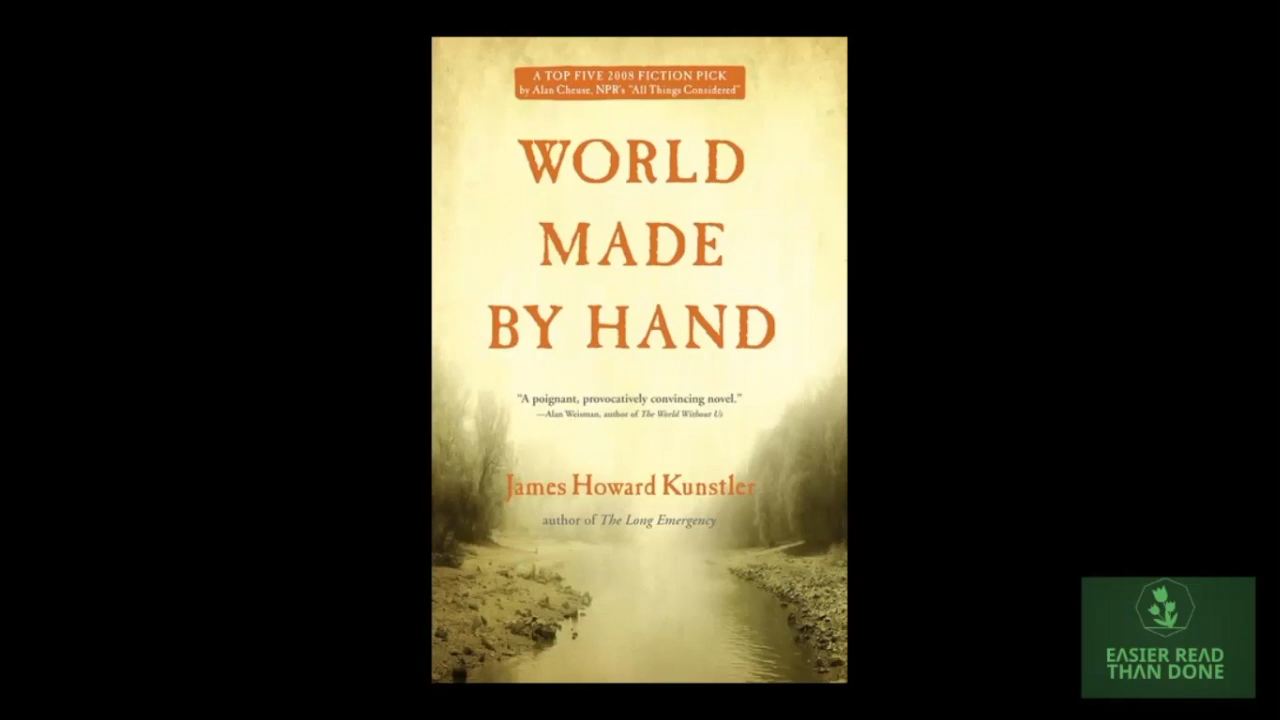 A TOP FIVE 2008 FICTION PICK
by Alan Cheuse, NPR's "All Things Considered"
WORLD
MADE
BY HAND
“A poignant, provocatively convincing novel.”
—Alan Weisman, author of The World Without Us
James Howard Kunstler
author of The Long Emergency
EASIER READ
THAN DONE